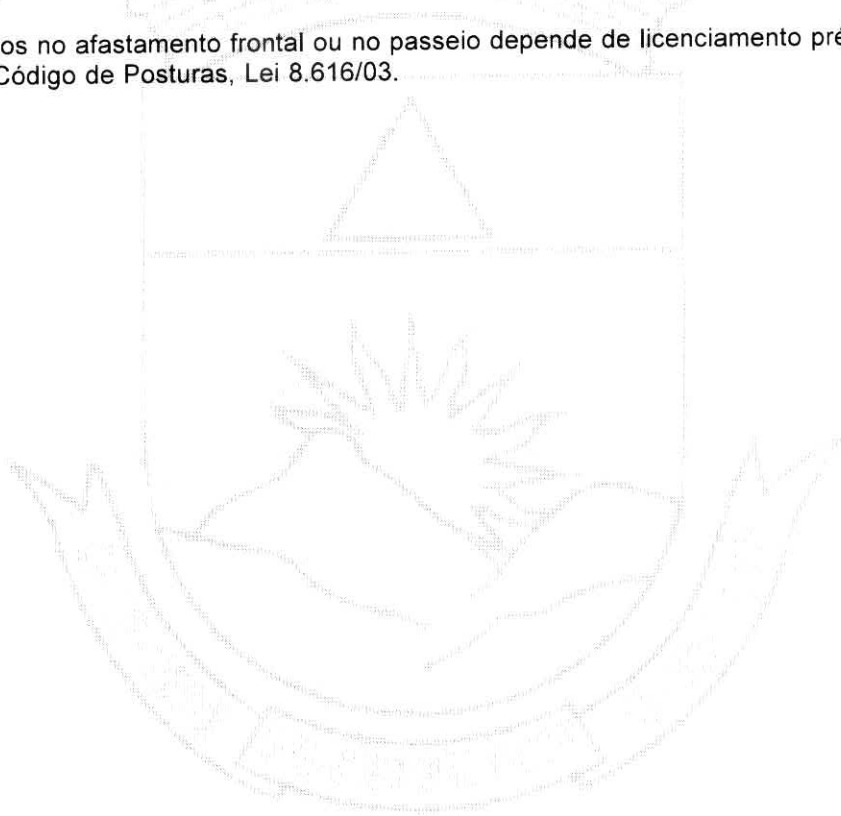 os no afastamento frontal ou no passeio depende de licenciamento pré
Código de Posturas, Lei 8.616/03.